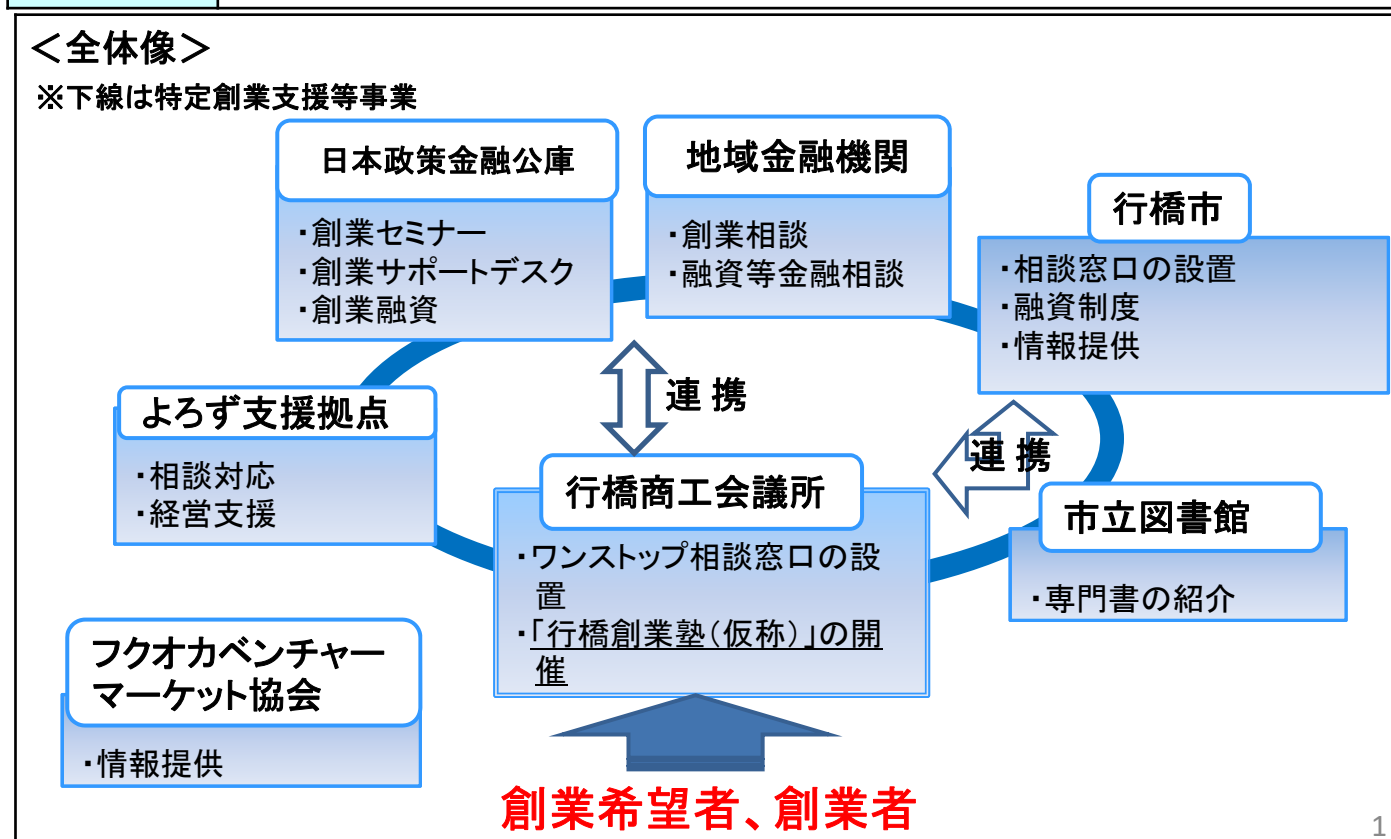 ＜全体像＞
※下線は特定創業支援等事業
日本政策金融公庫
・創業セミナー
・創業サポートデスク
・創業融資
地域金融機関
・創業相談
・融資等金融相談
行橋市
・相談窓口の設置
・融資制度
・情報提供
連 携
よろず支援拠点
・相談対応
・経営支援
連 携
行橋商工会議所
・ワンストップ相談窓口の設
置
・「行橋創業塾（仮称）」の開
催
市立図書館
・専門書の紹介
フクオカベンチャー
マーケット協会
・情報提供
創業希望者、創業者
1